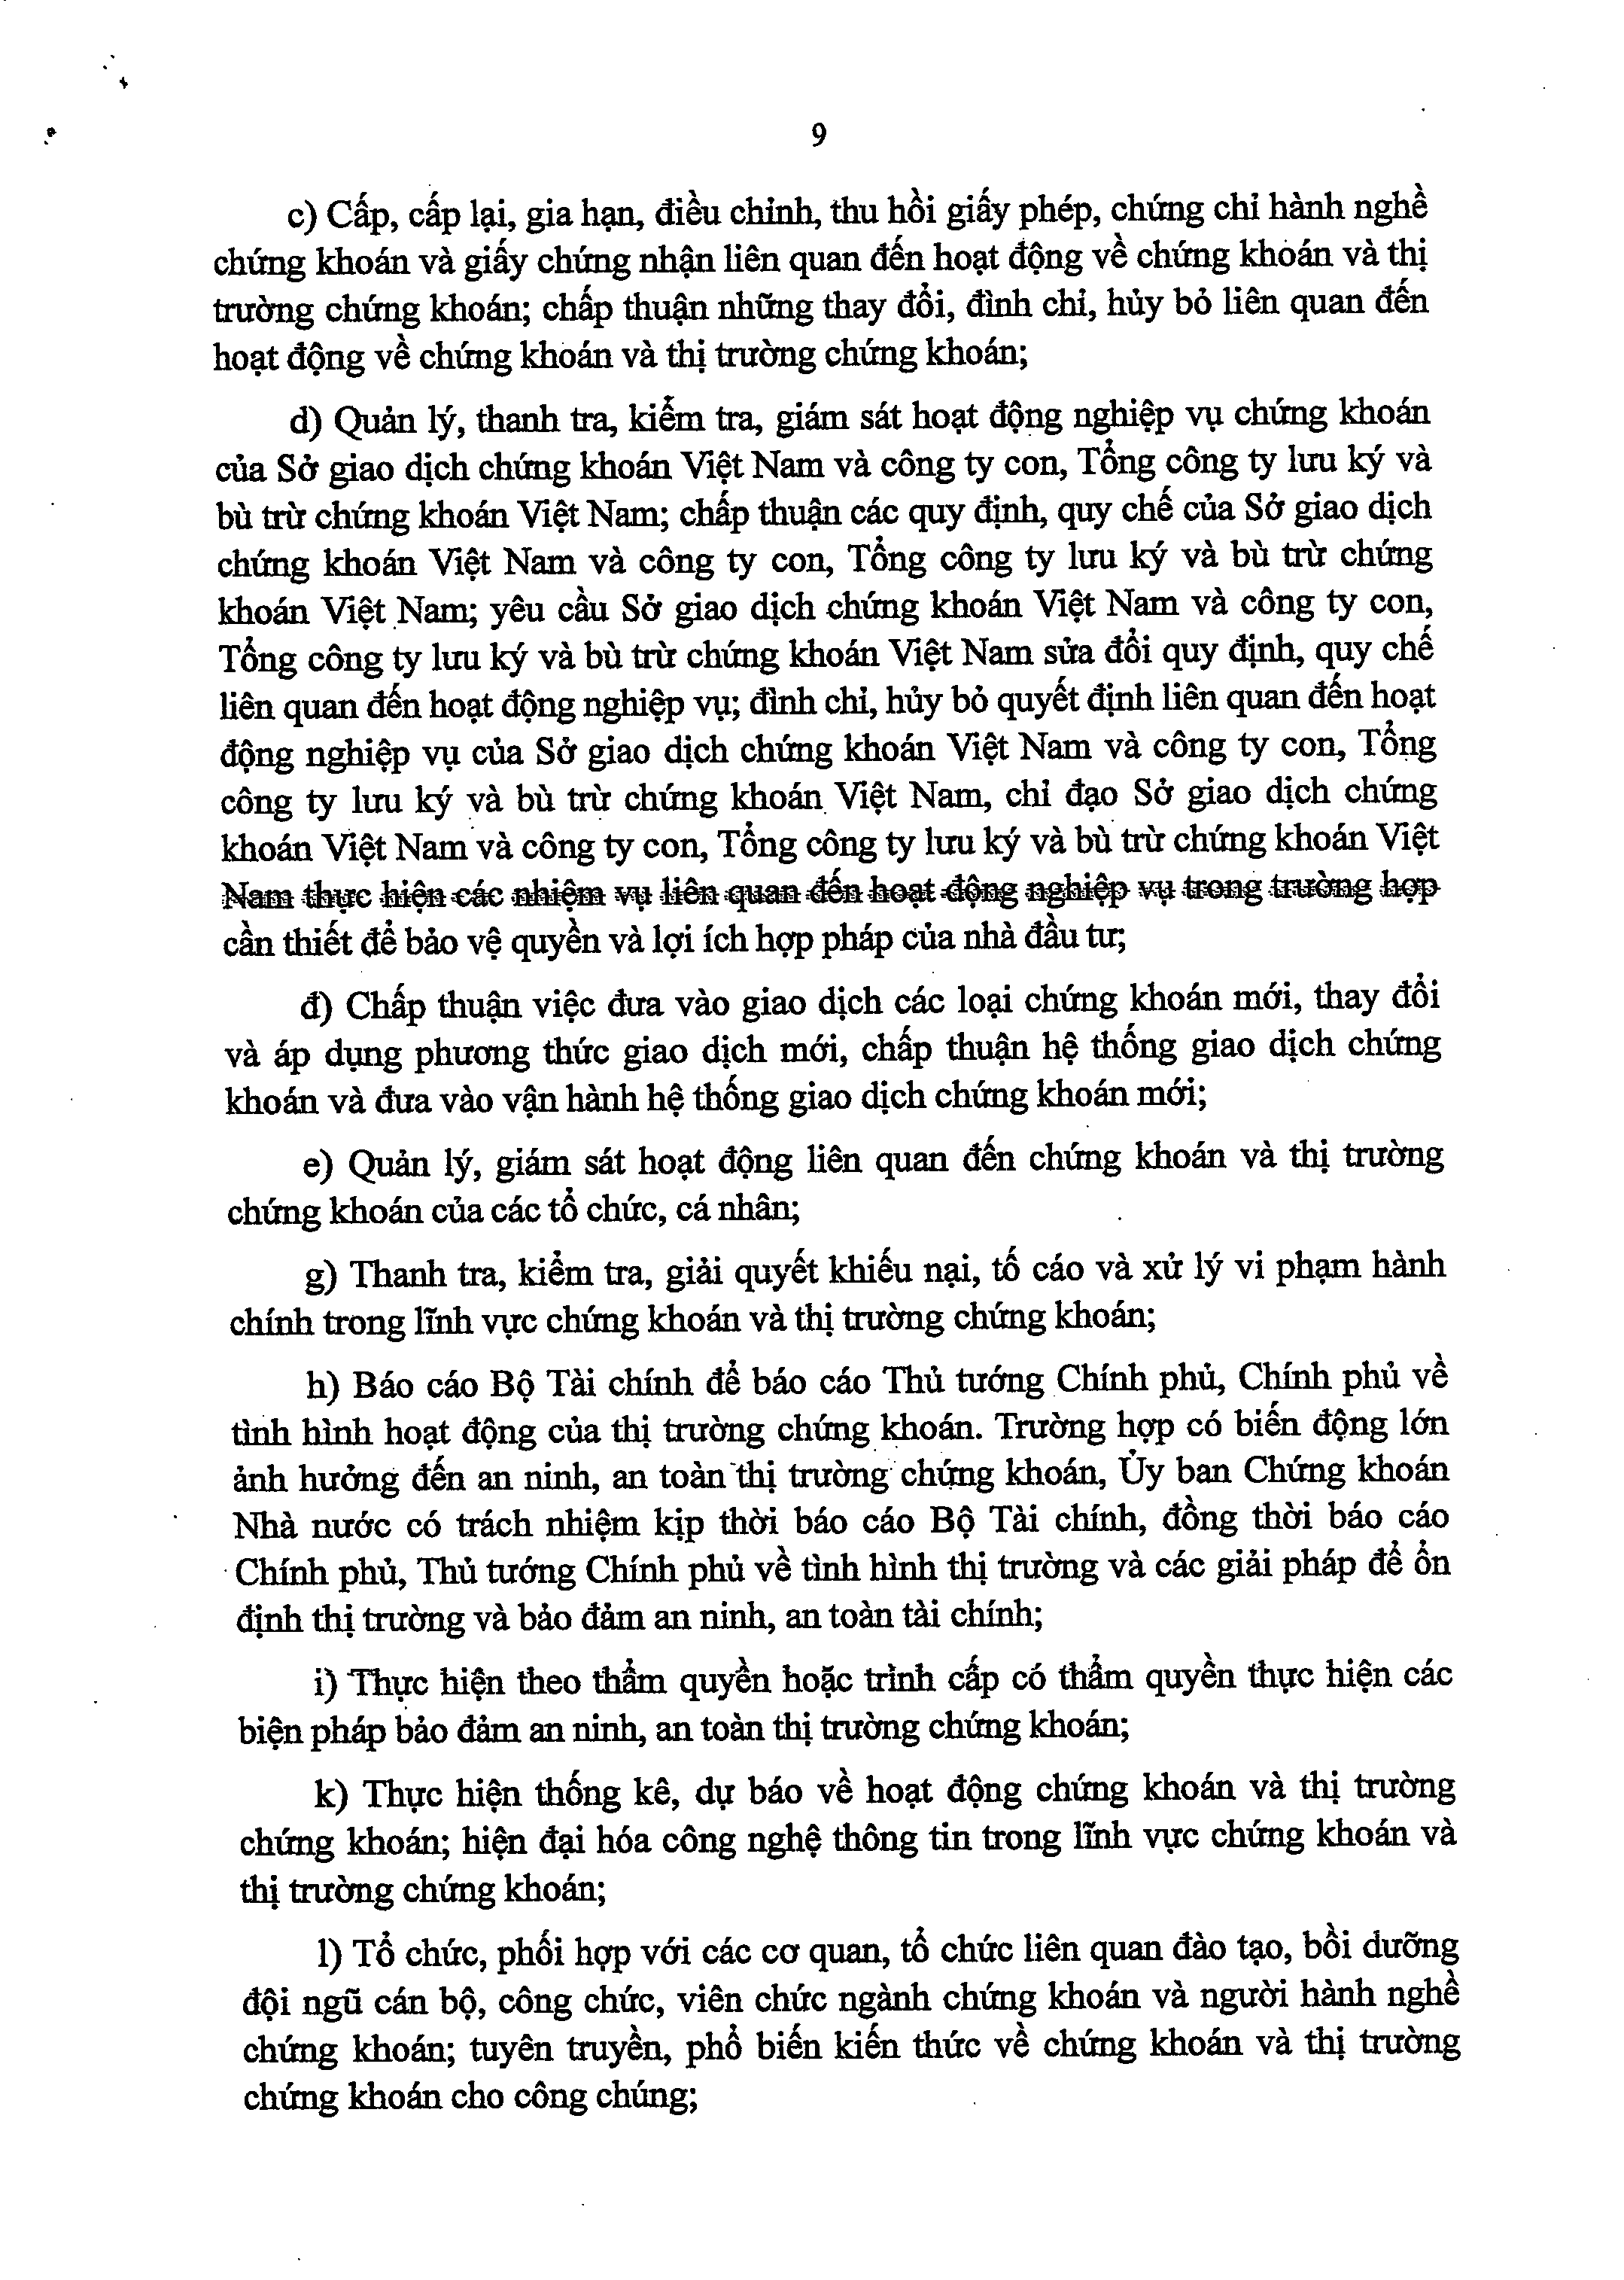 9
c) Cấp, cấp lại, gia hạn, điều chỉnh, thu hồi giấy phép, chứng chỉ hành nghề
chứng khoán và giấy chứng nhận liên quan đến hoạt động về chứng khoán và thị
trường chứng khoán; chấp thuận những thay đổi, đình chỉ, hủy bỏ liên quan đến
hoạt động về chứng khoán và thị trường chứng khoán;
d) Quản lý, thanh tra, kiểm tra, giám sát hoạt động nghiệp vụ chứng khoán
của Sở giao dịch chứng khoán Việt Nam và công ty con, Tổng công ty lưu ký và
bù trừ chứng khoán Việt Nam; chấp thuận các quy định, quy chế của Sở giao dịch
chứng khoán Việt Nam và công ty con, Tổng công ty lưu ký và bù trừ chứng
khoán Việt Nam; yêu cầu Sở giao dịch chứng khoán Việt Nam và công ty con,
Tổng công ty lưu ký và bù trừ chứng khoán Việt Nam sửa đổi quy định, quy chế
liên quan đến hoạt động nghiệp vụ; đình chỉ, hủy bỏ quyết định liên quan đến hoạt
động nghiệp vụ của Sở giao dịch chứng khoán Việt Nam và công ty con, Tổng
công ty lưu ký và bù trừ chứng khoán Việt Nam, chỉ đạo Sở giao dịch chứng
khoán Việt Nam và công ty con, Tổng công ty lưu ký và bù trừ chứng khoán Việt
Nam thực hiện các nhiệm vụ liên quan đến hoạt động nghiệp vụ trong trường hợp
cần thiết để bảo vệ quyền và lợi ích hợp pháp của nhà đầu tư;
đ) Chấp thuận việc đưa vào giao dịch các loại chứng khoán mới, thay đổi
và áp dụng phương thức giao dịch mới, chấp thuận hệ thống giao dịch chứng
khoán và đưa vào vận hành hệ thống giao dịch chứng khoán mới;
e) Quản lý, giám sát hoạt động liên quan đến chứng khoán và thị trường
chứng khoán của các tổ chức, cá nhân;
g) Thanh tra, kiểm tra, giải quyết khiếu nại, tố cáo và xử lý vi phạm hành
chính trong lĩnh vực chứng khoán và thị trường chứng khoán;
h) Báo cáo Bộ Tài chính để báo cáo Thủ tướng Chính phủ, Chính phủ về
tình hình hoạt động của thị trường chứng khoán. Trường hợp có biến động lớn
ảnh hưởng đến an ninh, an toàn thị trường chứng khoán, Ủy ban Chứng khoán
Nhà nước có trách nhiệm kịp thời báo cáo Bộ Tài chính, đồng thời báo cáo
Chính phủ, Thủ tướng Chính phủ về tình hình thị trường và các giải pháp để ổn
định thị trường và bảo đảm an ninh, an toàn tài chính;
i) Thực hiện theo thẩm quyền hoặc trình cấp có thẩm quyền thực hiện các
biện pháp bảo đảm an ninh, an toàn thị trường chứng khoán;
k) Thực hiện thống kê, dự báo về hoạt động chứng khoán và thị trường
chứng khoán; hiện đại hóa công nghệ thông tin trong lĩnh vực chứng khoán và
thị trường chứng khoán;
l) Tổ chức, phối hợp với các cơ quan, tổ chức liên quan đào tạo, bồi dưỡng
đội ngũ cán bộ, công chức, viên chức ngành chứng khoán và người hành nghề
chứng khoán; tuyên truyền, phổ biến kiến thức về chứng khoán và thị trường
chứng khoán cho công chúng;